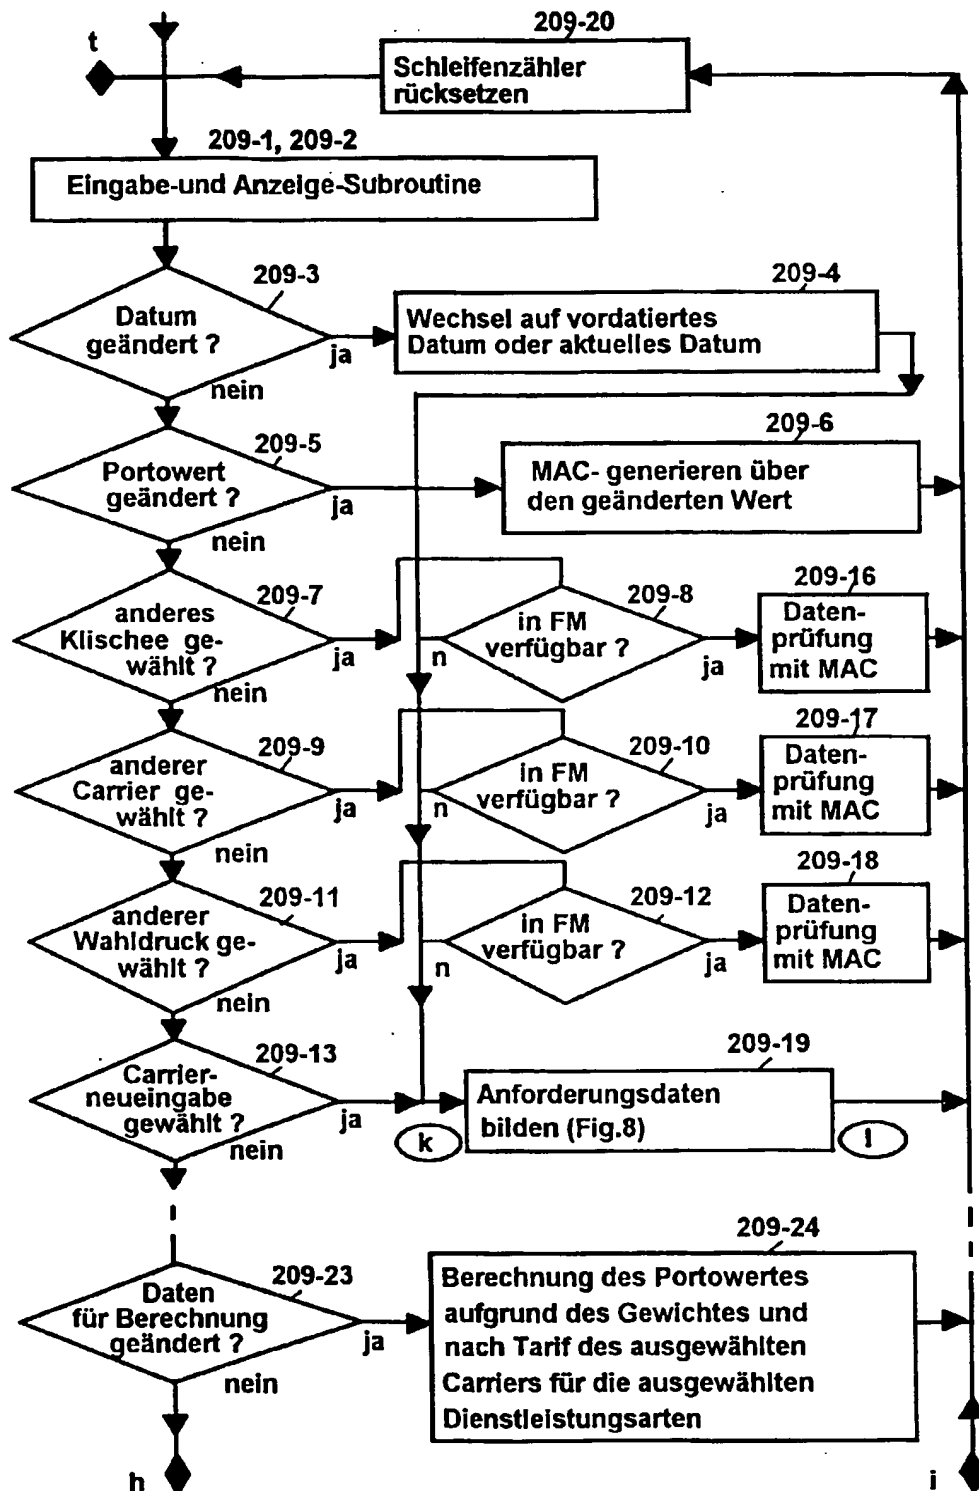 209-20
t
Schleifenzähler
rücksetzen
209-1, 209-2
Eingabe-und Anzeige-Subroutine
209-3
Datum
geändert ?
ja
nein
209-4
Wechsel auf vordatiertes
Datum oder aktuelles Datum
209-5
Portowert
geändert ?
ja
nein
209-6
MAC- generieren über
den geänderten Wert
209-7
anderes
Klischee ge-
wählt ?
ja
nein
209-8
in FM
verfügbar ?
n
ja
209-16
Daten-
prüfung
mit MAC
209-9
anderer
Carrier ge-
wählt ?
ja
nein
209-10
in FM
verfügbar ?
n
ja
209-17
Daten-
prüfung
mit MAC
209-11
anderer
Wahldruck ge-
wählt ?
ja
nein
209-12
in FM
verfügbar ?
n
ja
209-18
Daten-
prüfung
mit MAC
209-13
Carrier-
neueingabe
gewählt ?
ja
nein
209-19
Anforderungsdaten
bilden (Fig.8)
k
l
209-23
Daten
für Berechnung
geändert ?
ja
nein
209-24
Berechnung des Portowertes
aufgrund des Gewichtes und
nach Tarif des ausgewählten
Carriers für die ausgewählten
Dienstleistungsarten
h
i